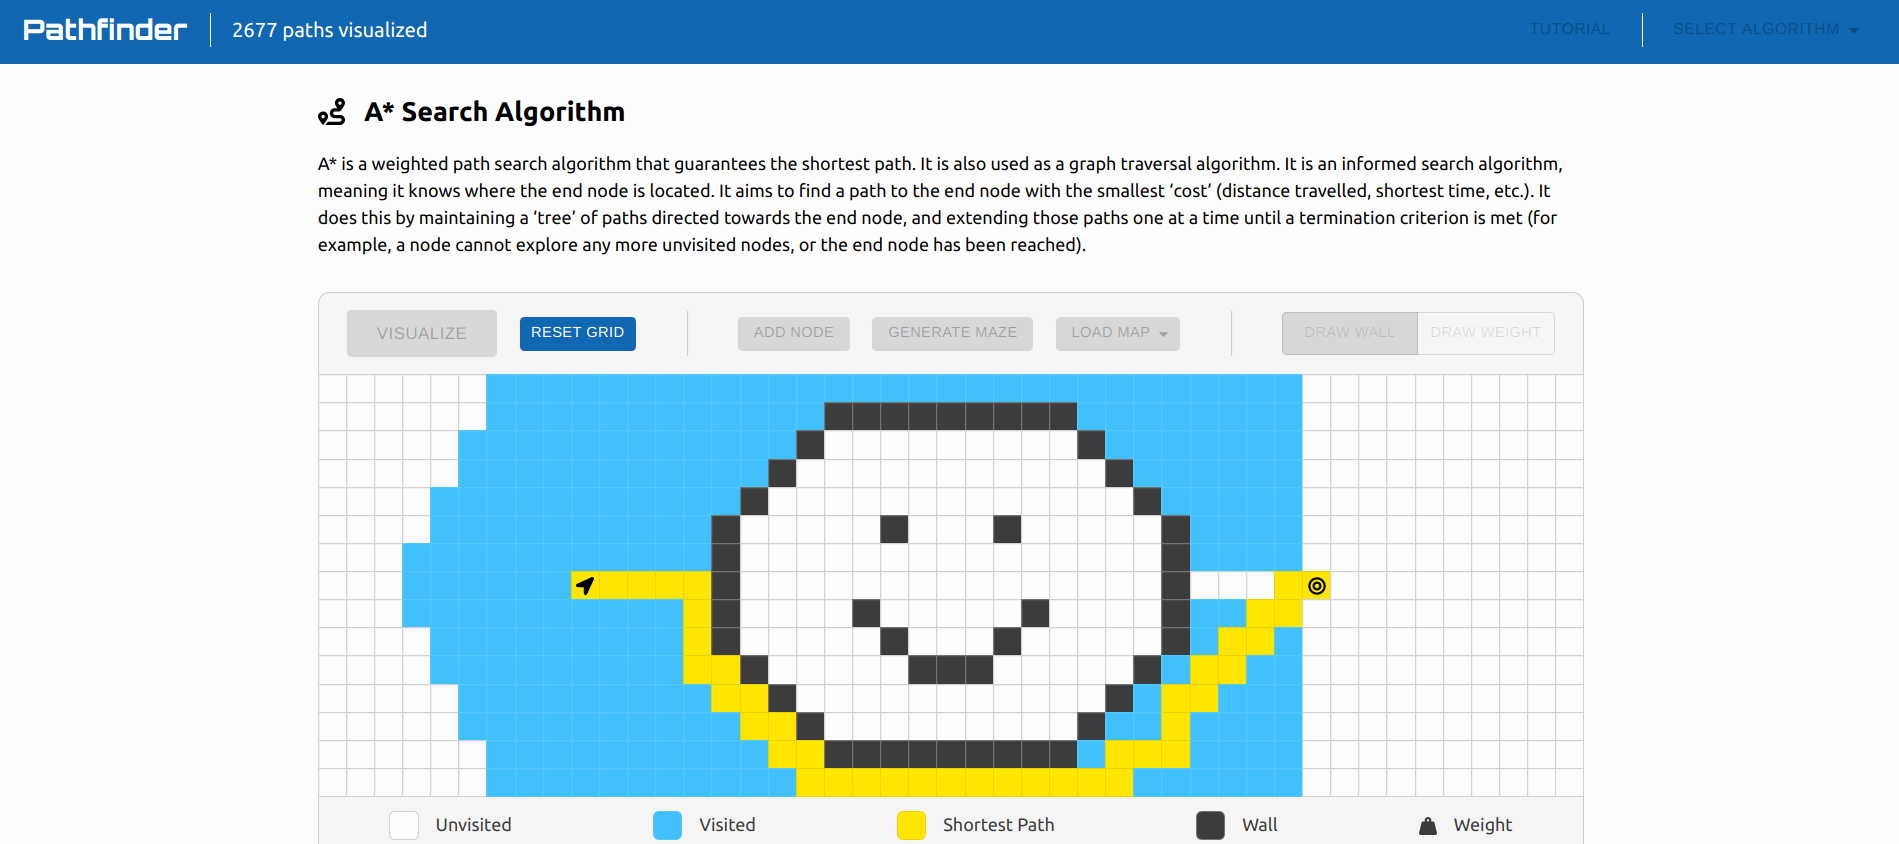 Pathfinder
2677 paths visualized
TUTORIAL
SELECT ALGORITHM
A* Search Algorithm
A* is a weighted path search algorithm that guarantees the shortest path. It is also used as a graph traversal algorithm. It is an informed search algorithm,
meaning it knows where the end node is located. It aims to find a path to the end node with the smallest ‘cost’ (distance travelled, shortest time, etc.). It
does this by maintaining a ‘tree’ of paths directed towards the end node, and extending those paths one at a time until a termination criterion is met (for
example, a node cannot explore any more unvisited nodes, or the end node has been reached).
VISUALIZE
RESET GRID
ADD NODE
GENERATE MAZE
LOAD MAP
DRAW WALL
DRAW WEIGHT
Unvisited
Visited
Shortest Path
Wall
Weight